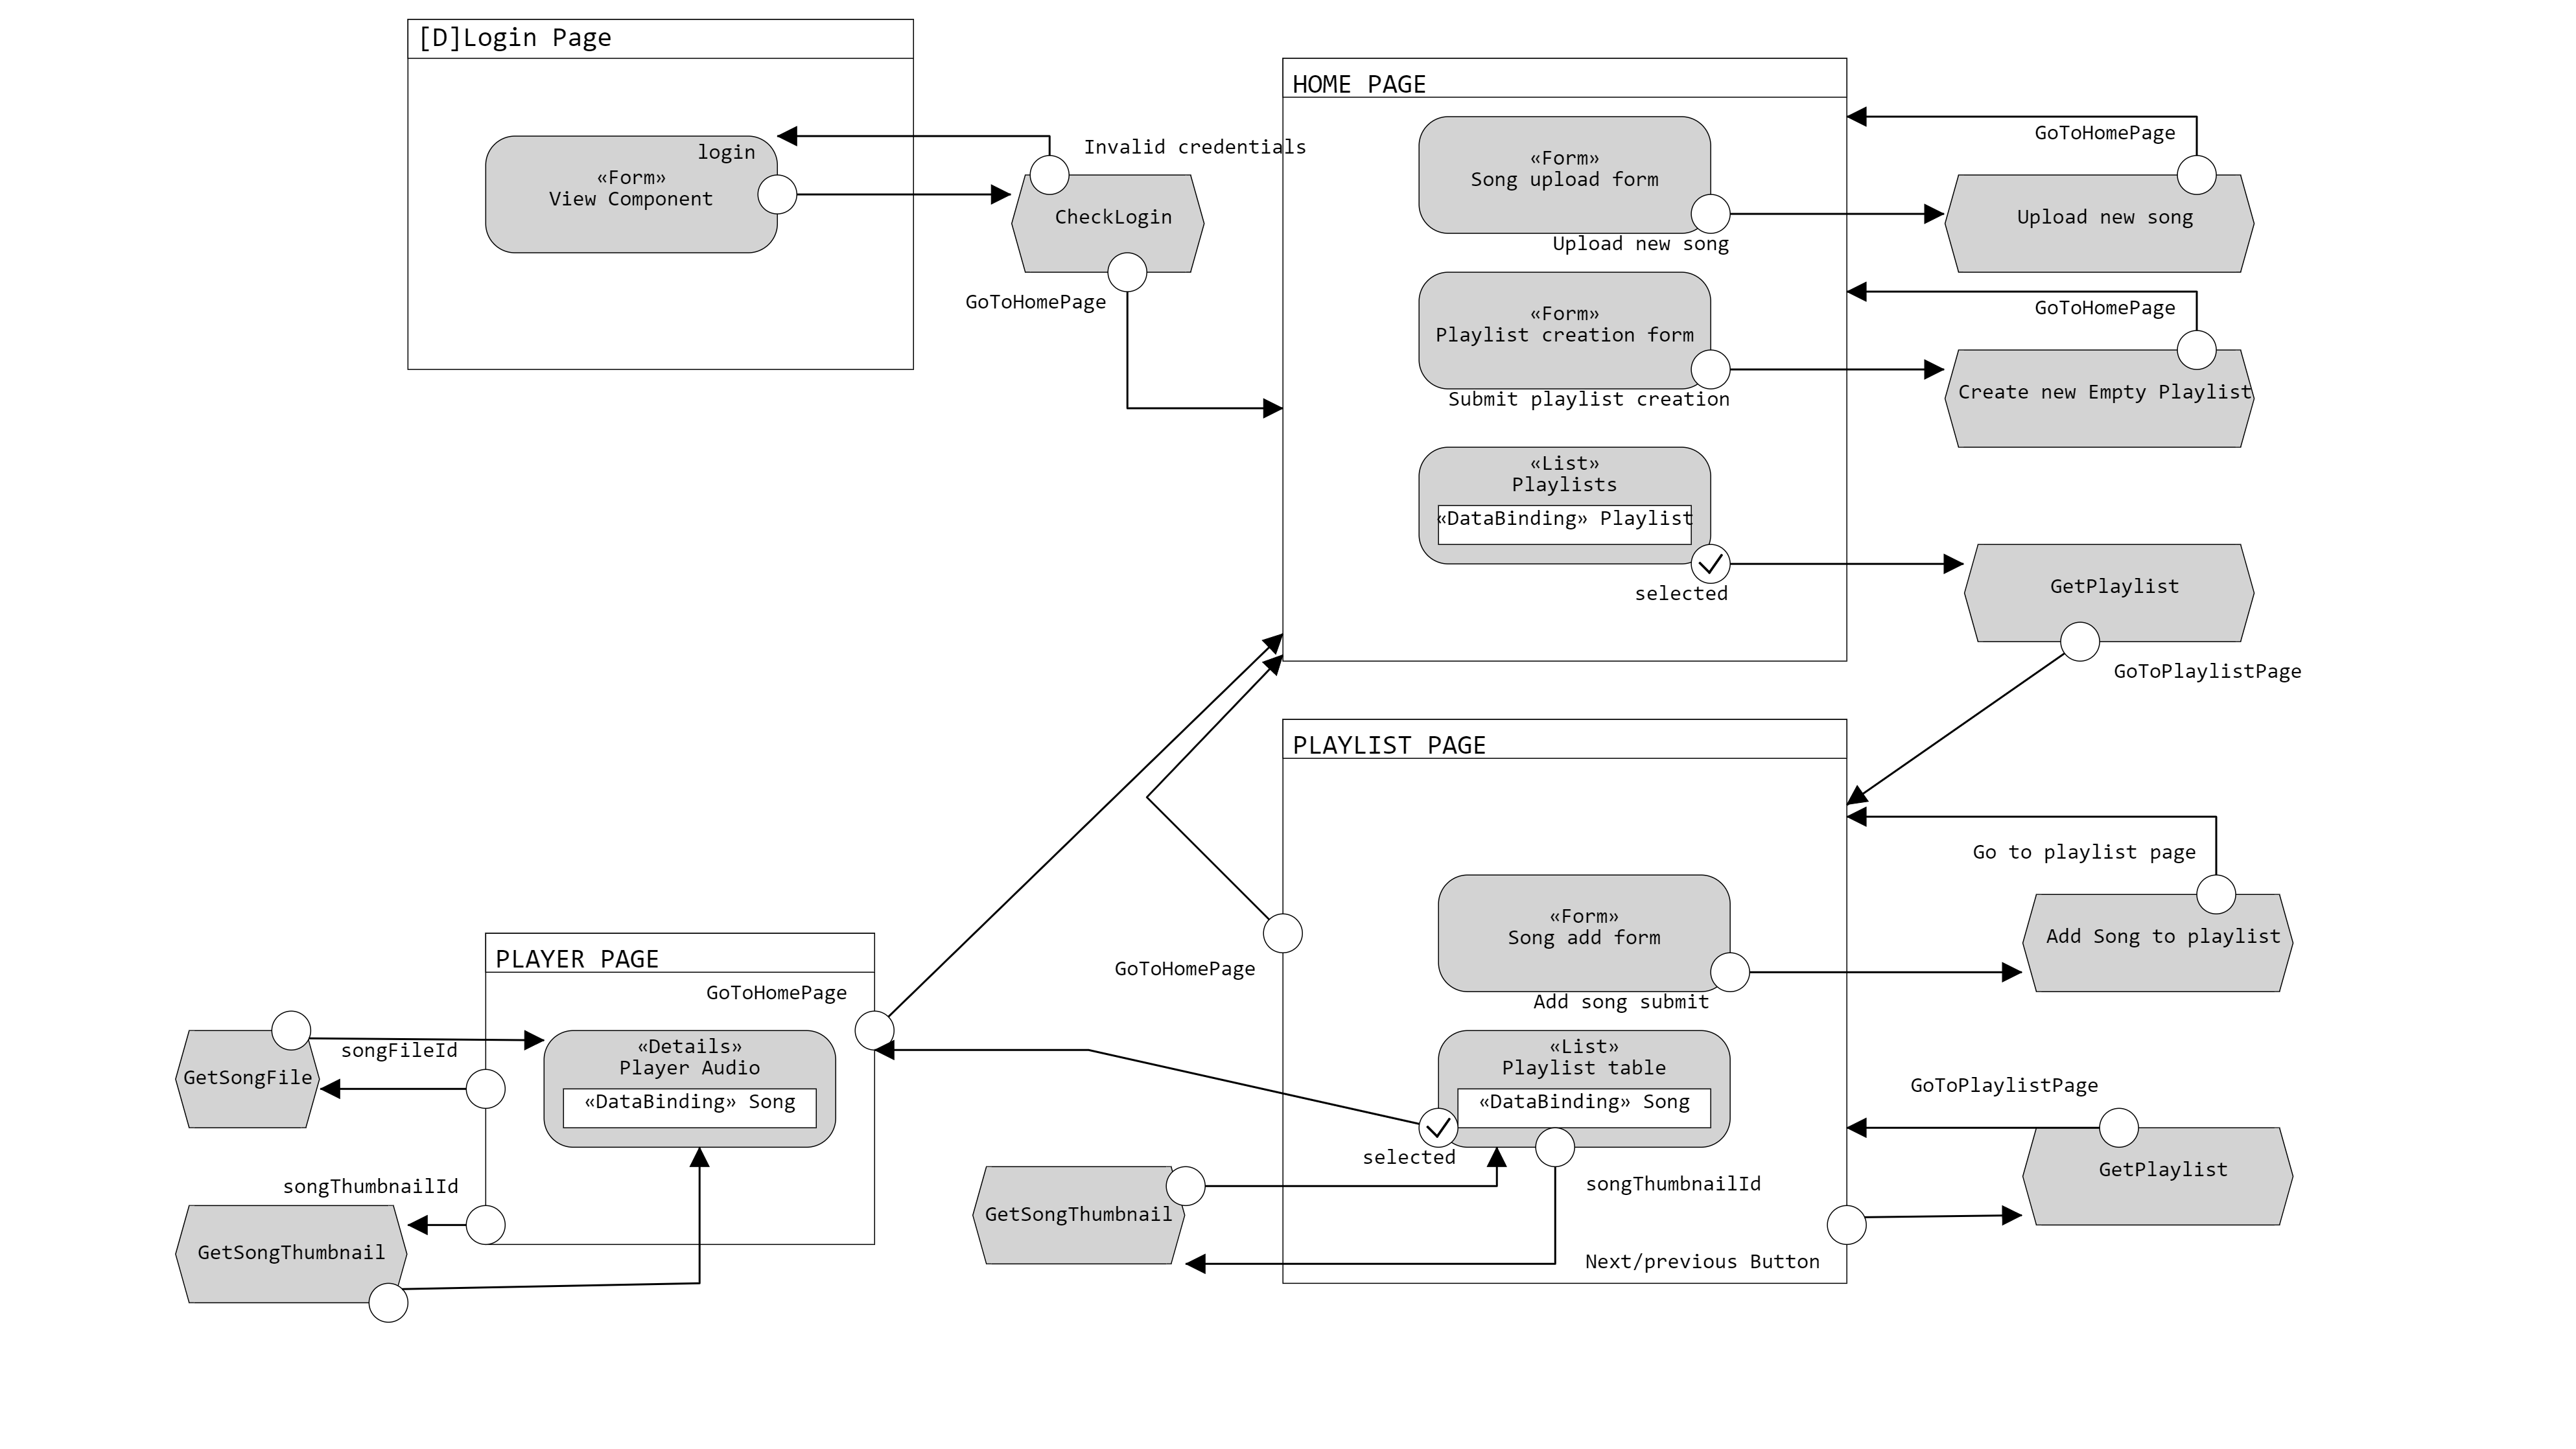 [D]Login Page
login
«Form»
View Component
Invalid credentials
CheckLogin
GoToHomePage
HOME PAGE
«Form»
Song upload form
Upload new song
GoToHomePage
Upload new song
«Form»
Playlist creation form
Submit playlist creation
GoToHomePage
Create new Empty Playlist
«List»
Playlists
«DataBinding» Playlist
selected
GetPlaylist
GoToPlaylistPage
PLAYLIST PAGE
Go to playlist page
«Form»
Song add form
Add song submit
Add Song to playlist
GoToHomePage
«List»
Playlist table
«DataBinding» Song
selected
songThumbnailId
GetSongThumbnail
Next/previous Button
GoToPlaylistPage
GetPlaylist
PLAYER PAGE
GoToHomePage
«Details»
Player Audio
«DataBinding» Song
songFileId
GetSongFile
songThumbnailId
GetSongThumbnail